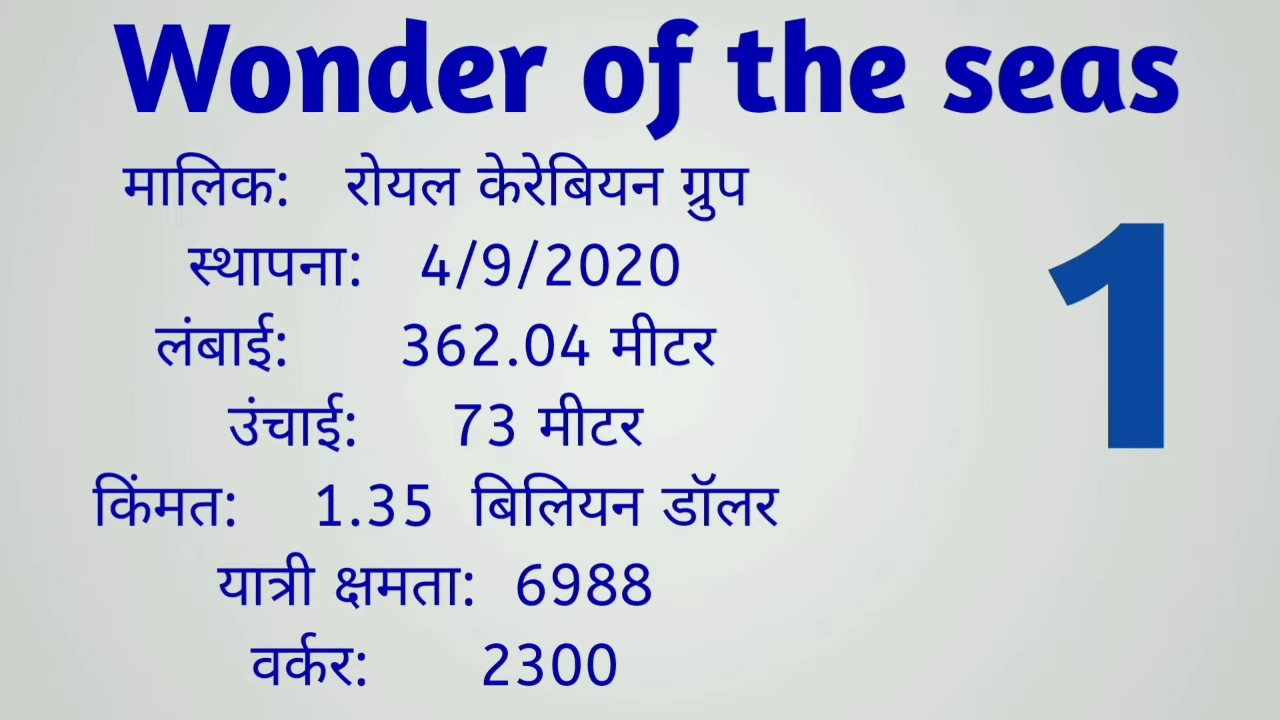 Wonder of the seas
मालिक: रोयल केरेबियन ग्रुप
स्थापना: 4/9/2020
लंबाई: 362.04 मीटर
उंचाई: 73 मीटर
किंमत: 1.35 बिलियन डॉलर
यात्री क्षमता: 6988
वर्कर: 2300
1